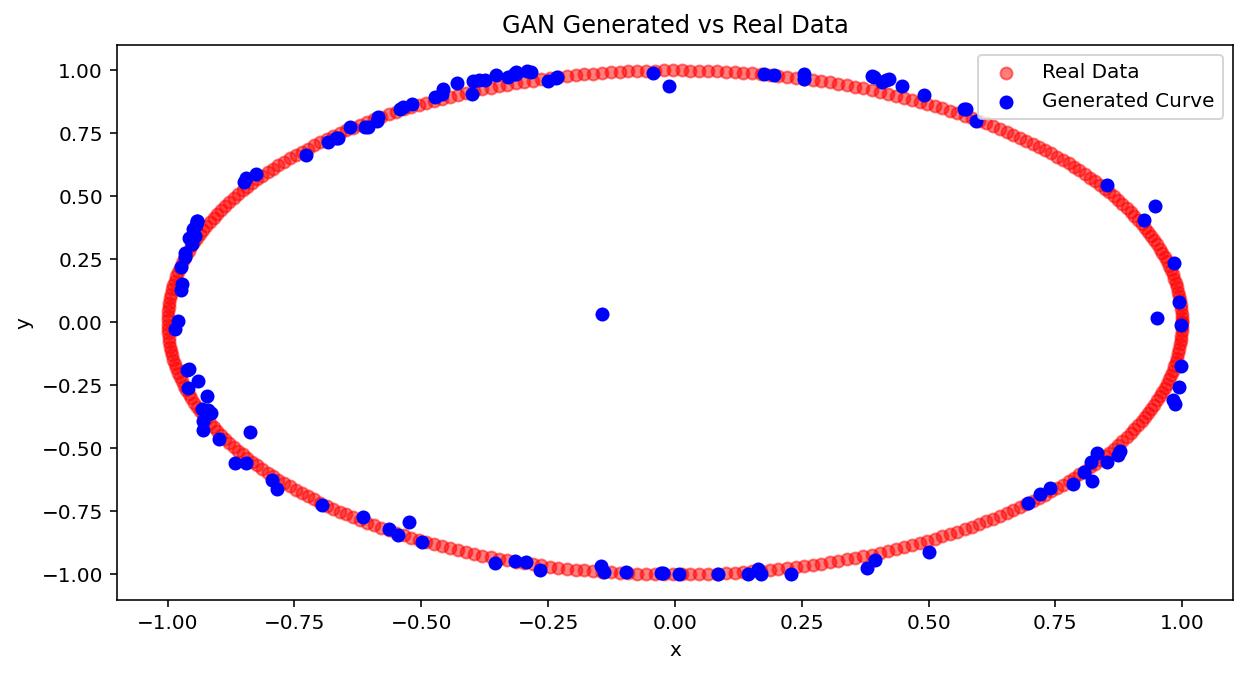 GAN Generated vs Real Data
Real Data
Generated Curve
1.00
0.75
0.50
0.25
0.00
−0.25
−0.50
−0.75
−1.00
y
−1.00 −0.75 −0.50 −0.25 0.00 0.25 0.50 0.75 1.00
x